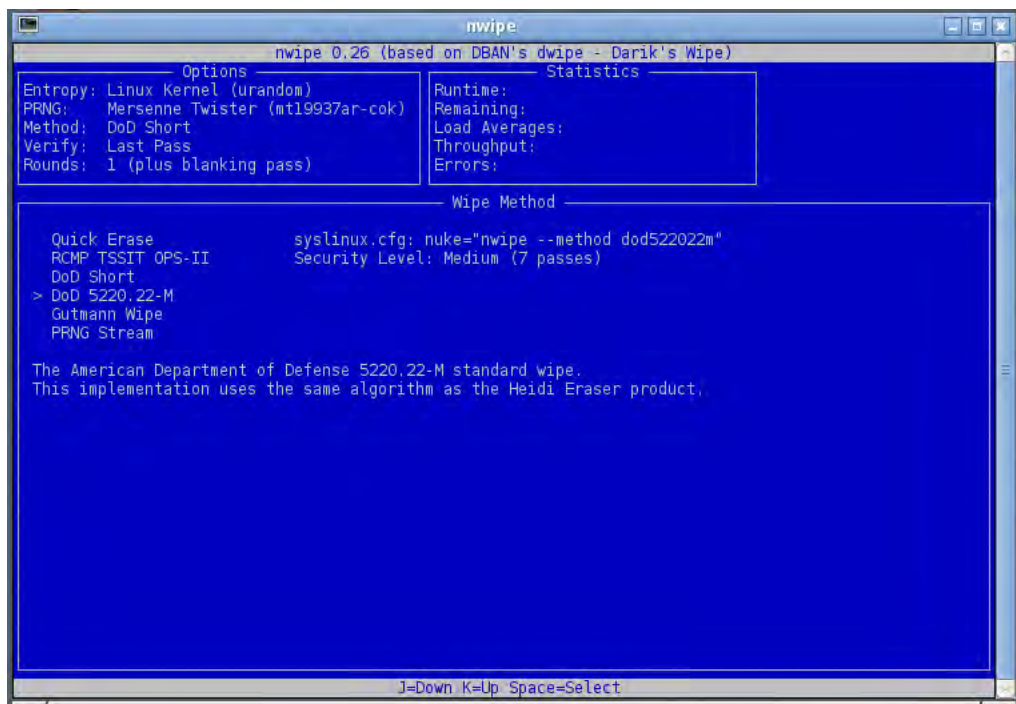 nwipe
nwipe 0.26 (based on DBAN's dwipe - Darik's Wipe)
Options
Entropy: Linux Kernel (urandom)
PRNG: Mersenne Twister (mt19937ar-cok)
Method: DoD Short
Verify: Last Pass
Rounds: 1 (plus blanking pass)
Statistics
Runtime:
Remaining:
Load Averages:
Throughput:
Errors:
Wipe Method
Quick Erase syslinux.cfg: nuke="nwipe --method dod522022m"
RCMP TSSIT OPS-II Security Level: Medium (7 passes)
DoD Short
> DoD 5220.22-M
Gutmann Wipe
PRNG Stream
The American Department of Defense 5220.22-M standard wipe.
This implementation uses the same algorithm as the Heidi Eraser product.
J=Down K=Up Space=Select